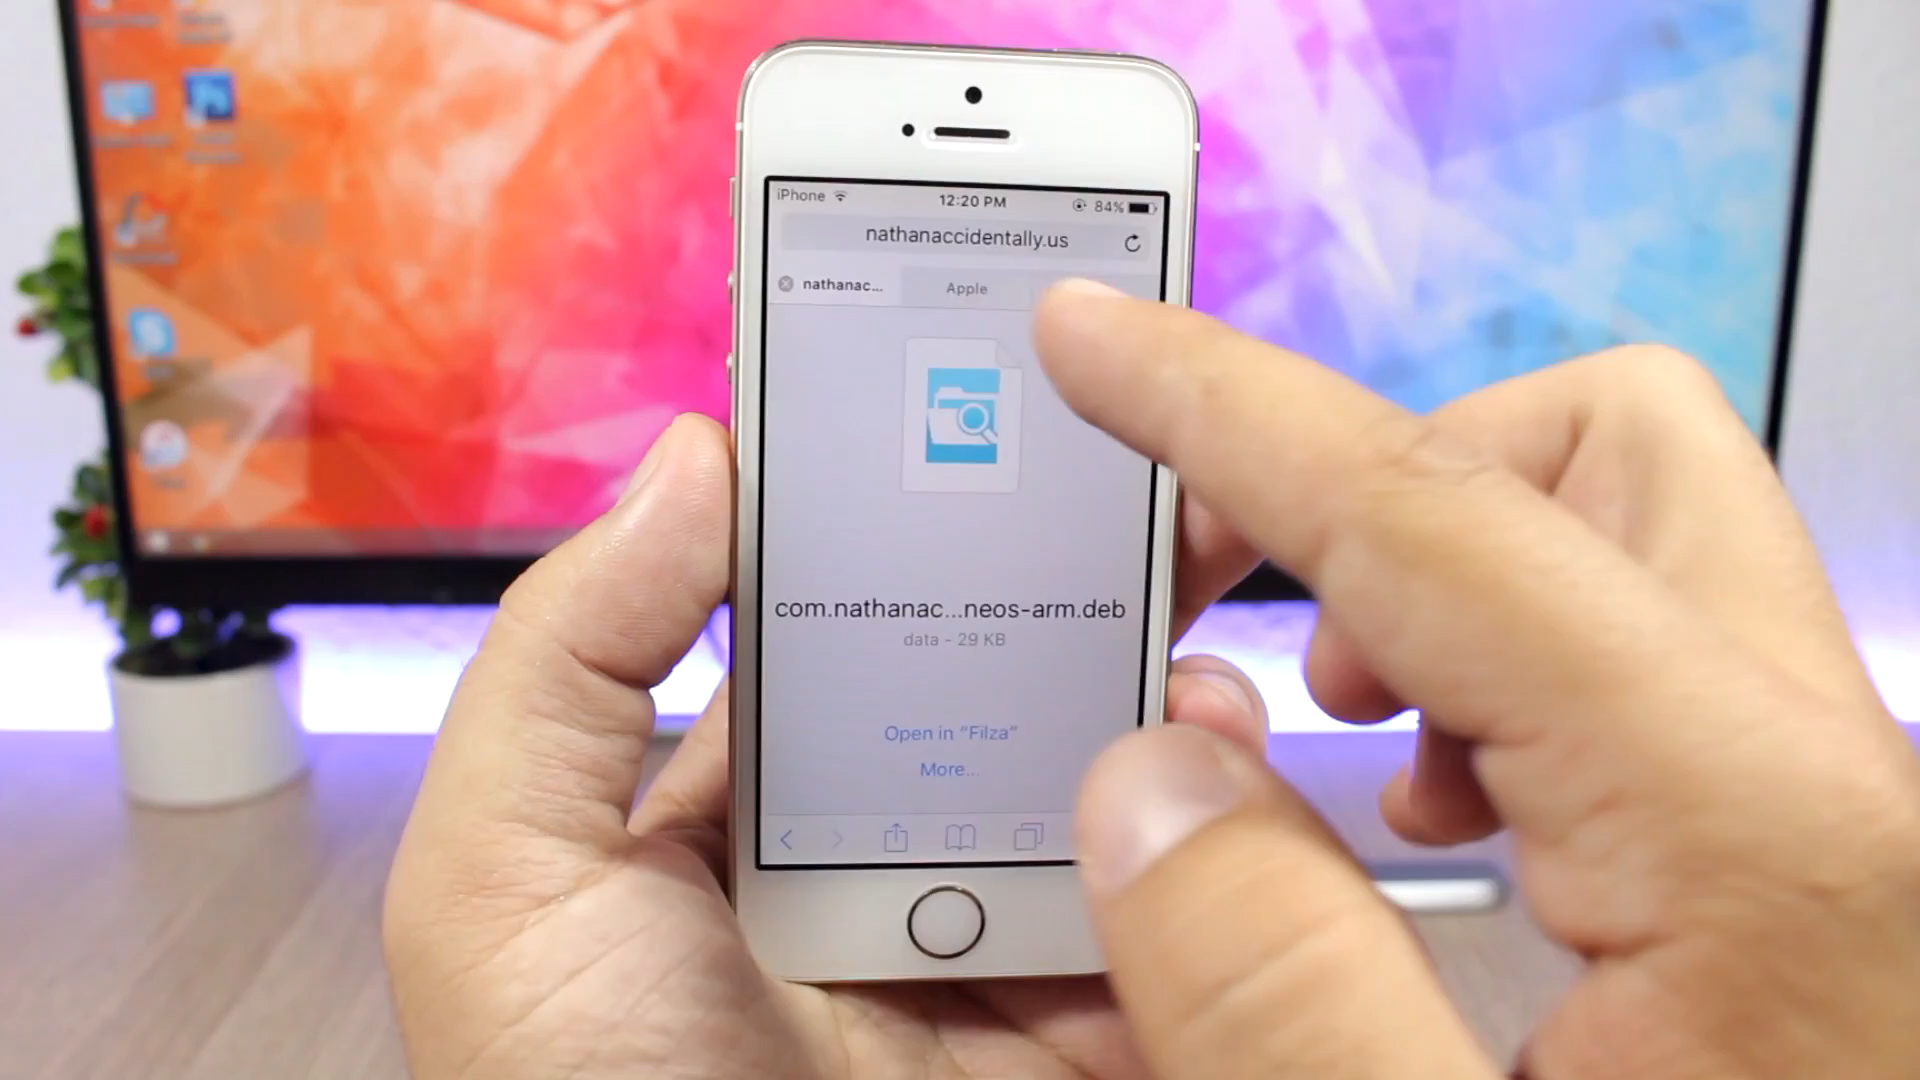 iPhone 12:20 PM 84%
nathanaccidentally.us
nathanac... Apple
com.nathanac...neos-arm.deb
data - 29 KB
Open in “Filza”
More...